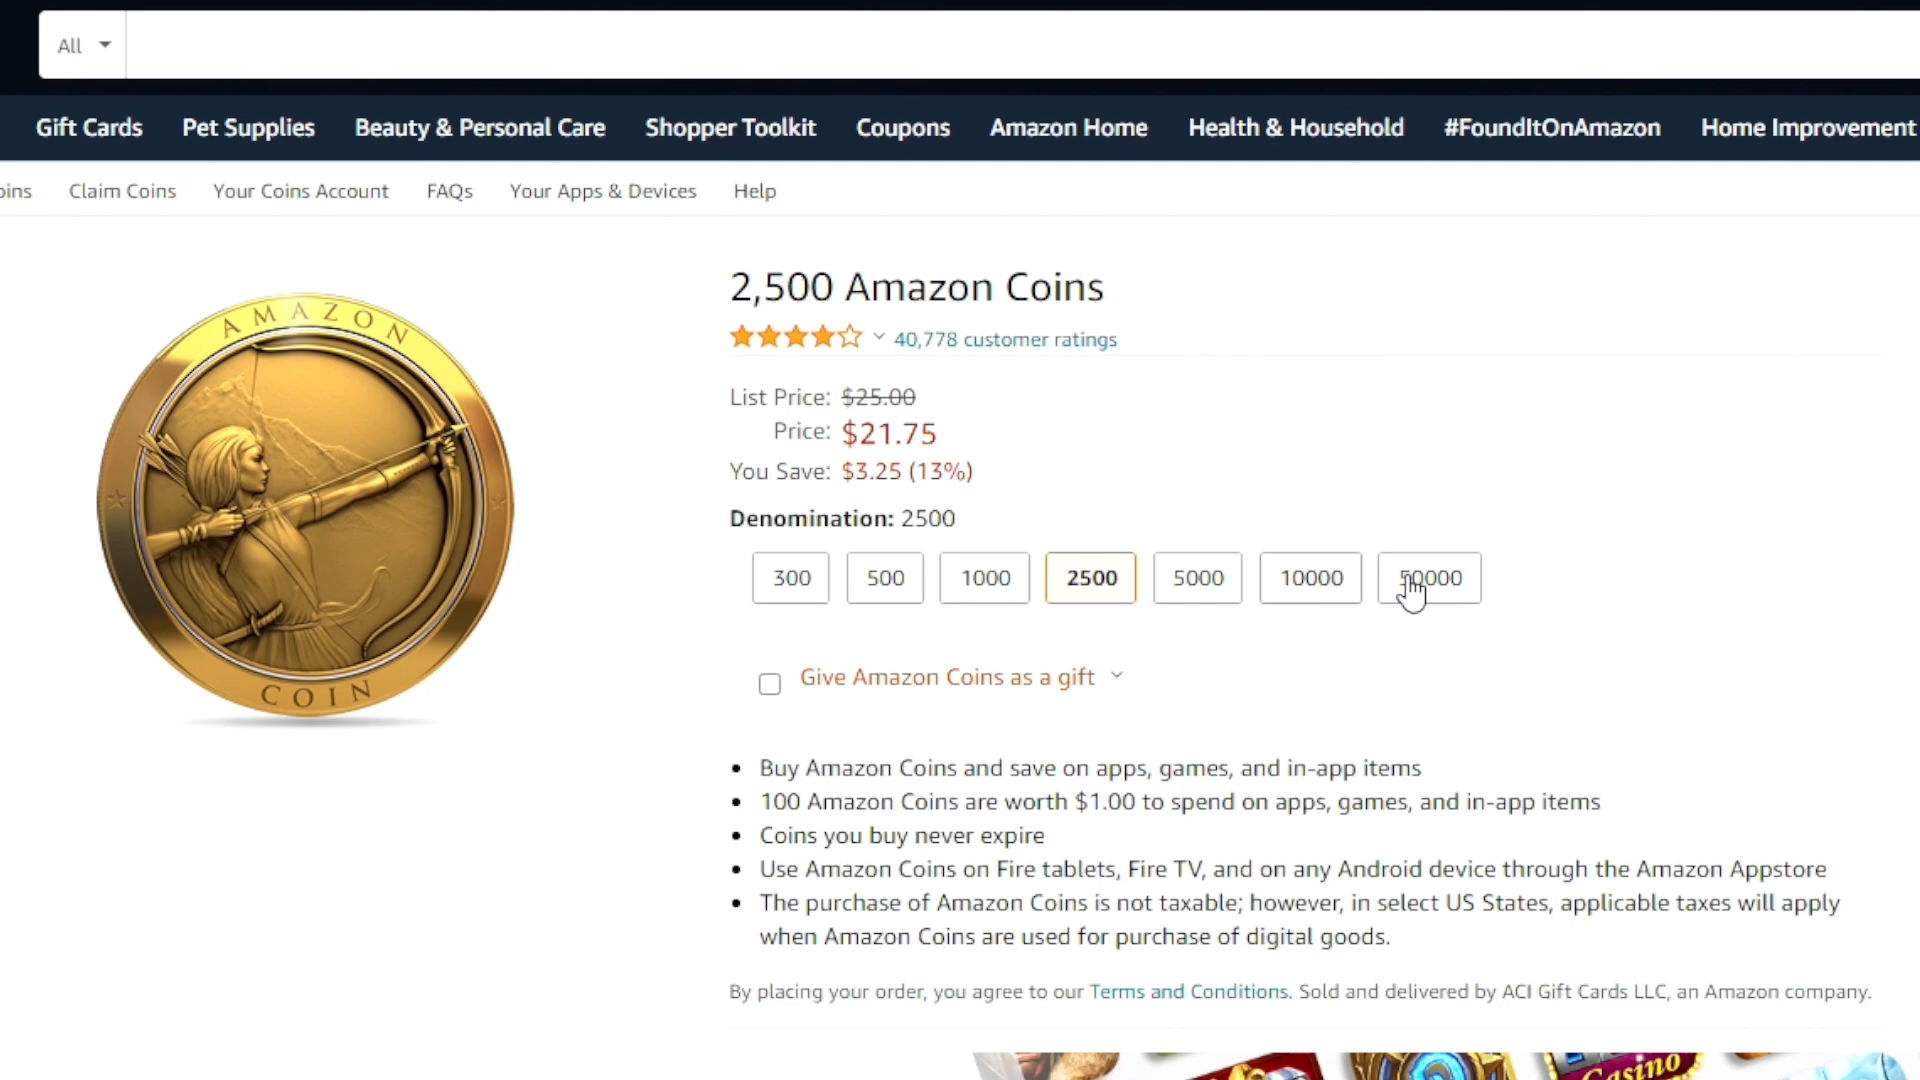 All
Gift Cards Pet Supplies Beauty & Personal Care Shopper Toolkit Coupons Amazon Home Health & Household #FoundItOnAmazon Home Improvement
oins Claim Coins Your Coins Account FAQs Your Apps & Devices Help
AMAZON
COIN
2,500 Amazon Coins
40,778 customer ratings
List Price: $25.00
Price: $21.75
You Save: $3.25 (13%)
Denomination: 2500
300 500 1000 2500 5000 10000 50000
Give Amazon Coins as a gift
• Buy Amazon Coins and save on apps, games, and in-app items
• 100 Amazon Coins are worth $1.00 to spend on apps, games, and in-app items
• Coins you buy never expire
• Use Amazon Coins on Fire tablets, Fire TV, and on any Android device through the Amazon Appstore
• The purchase of Amazon Coins is not taxable; however, in select US States, applicable taxes will apply
when Amazon Coins are used for purchase of digital goods.
By placing your order, you agree to our Terms and Conditions. Sold and delivered by ACI Gift Cards LLC, an Amazon company.
Casino